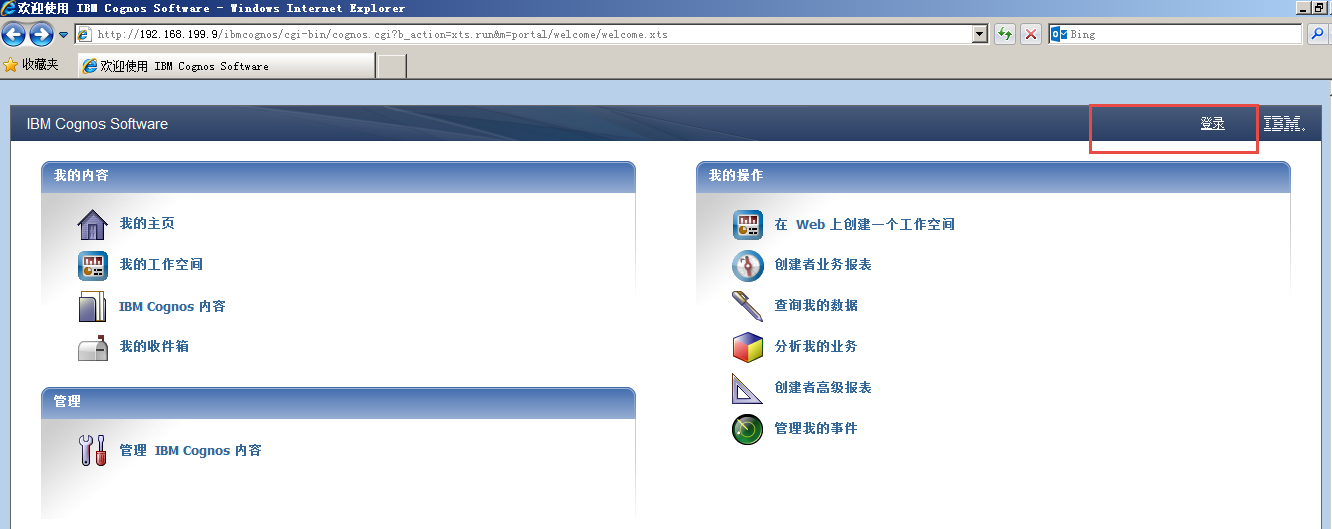 欢迎使用 IBM Cognos Software - Windows Internet Explorer
http://192.168.199.9/ibmcognos/cgi-bin/cognos.cgi?b_action=xts.run&m=portal/welcome/welcome.xts
Bing
收藏夹
欢迎使用 IBM Cognos Software
IBM Cognos Software
登录
IBM.
我的内容
我的主页
我的工作空间
IBM Cognos 内容
我的收件箱
管理
管理 IBM Cognos 内容
我的操作
在 Web 上创建一个工作空间
创建者业务报表
查询我的数据
分析我的业务
创建者高级报表
管理我的事件